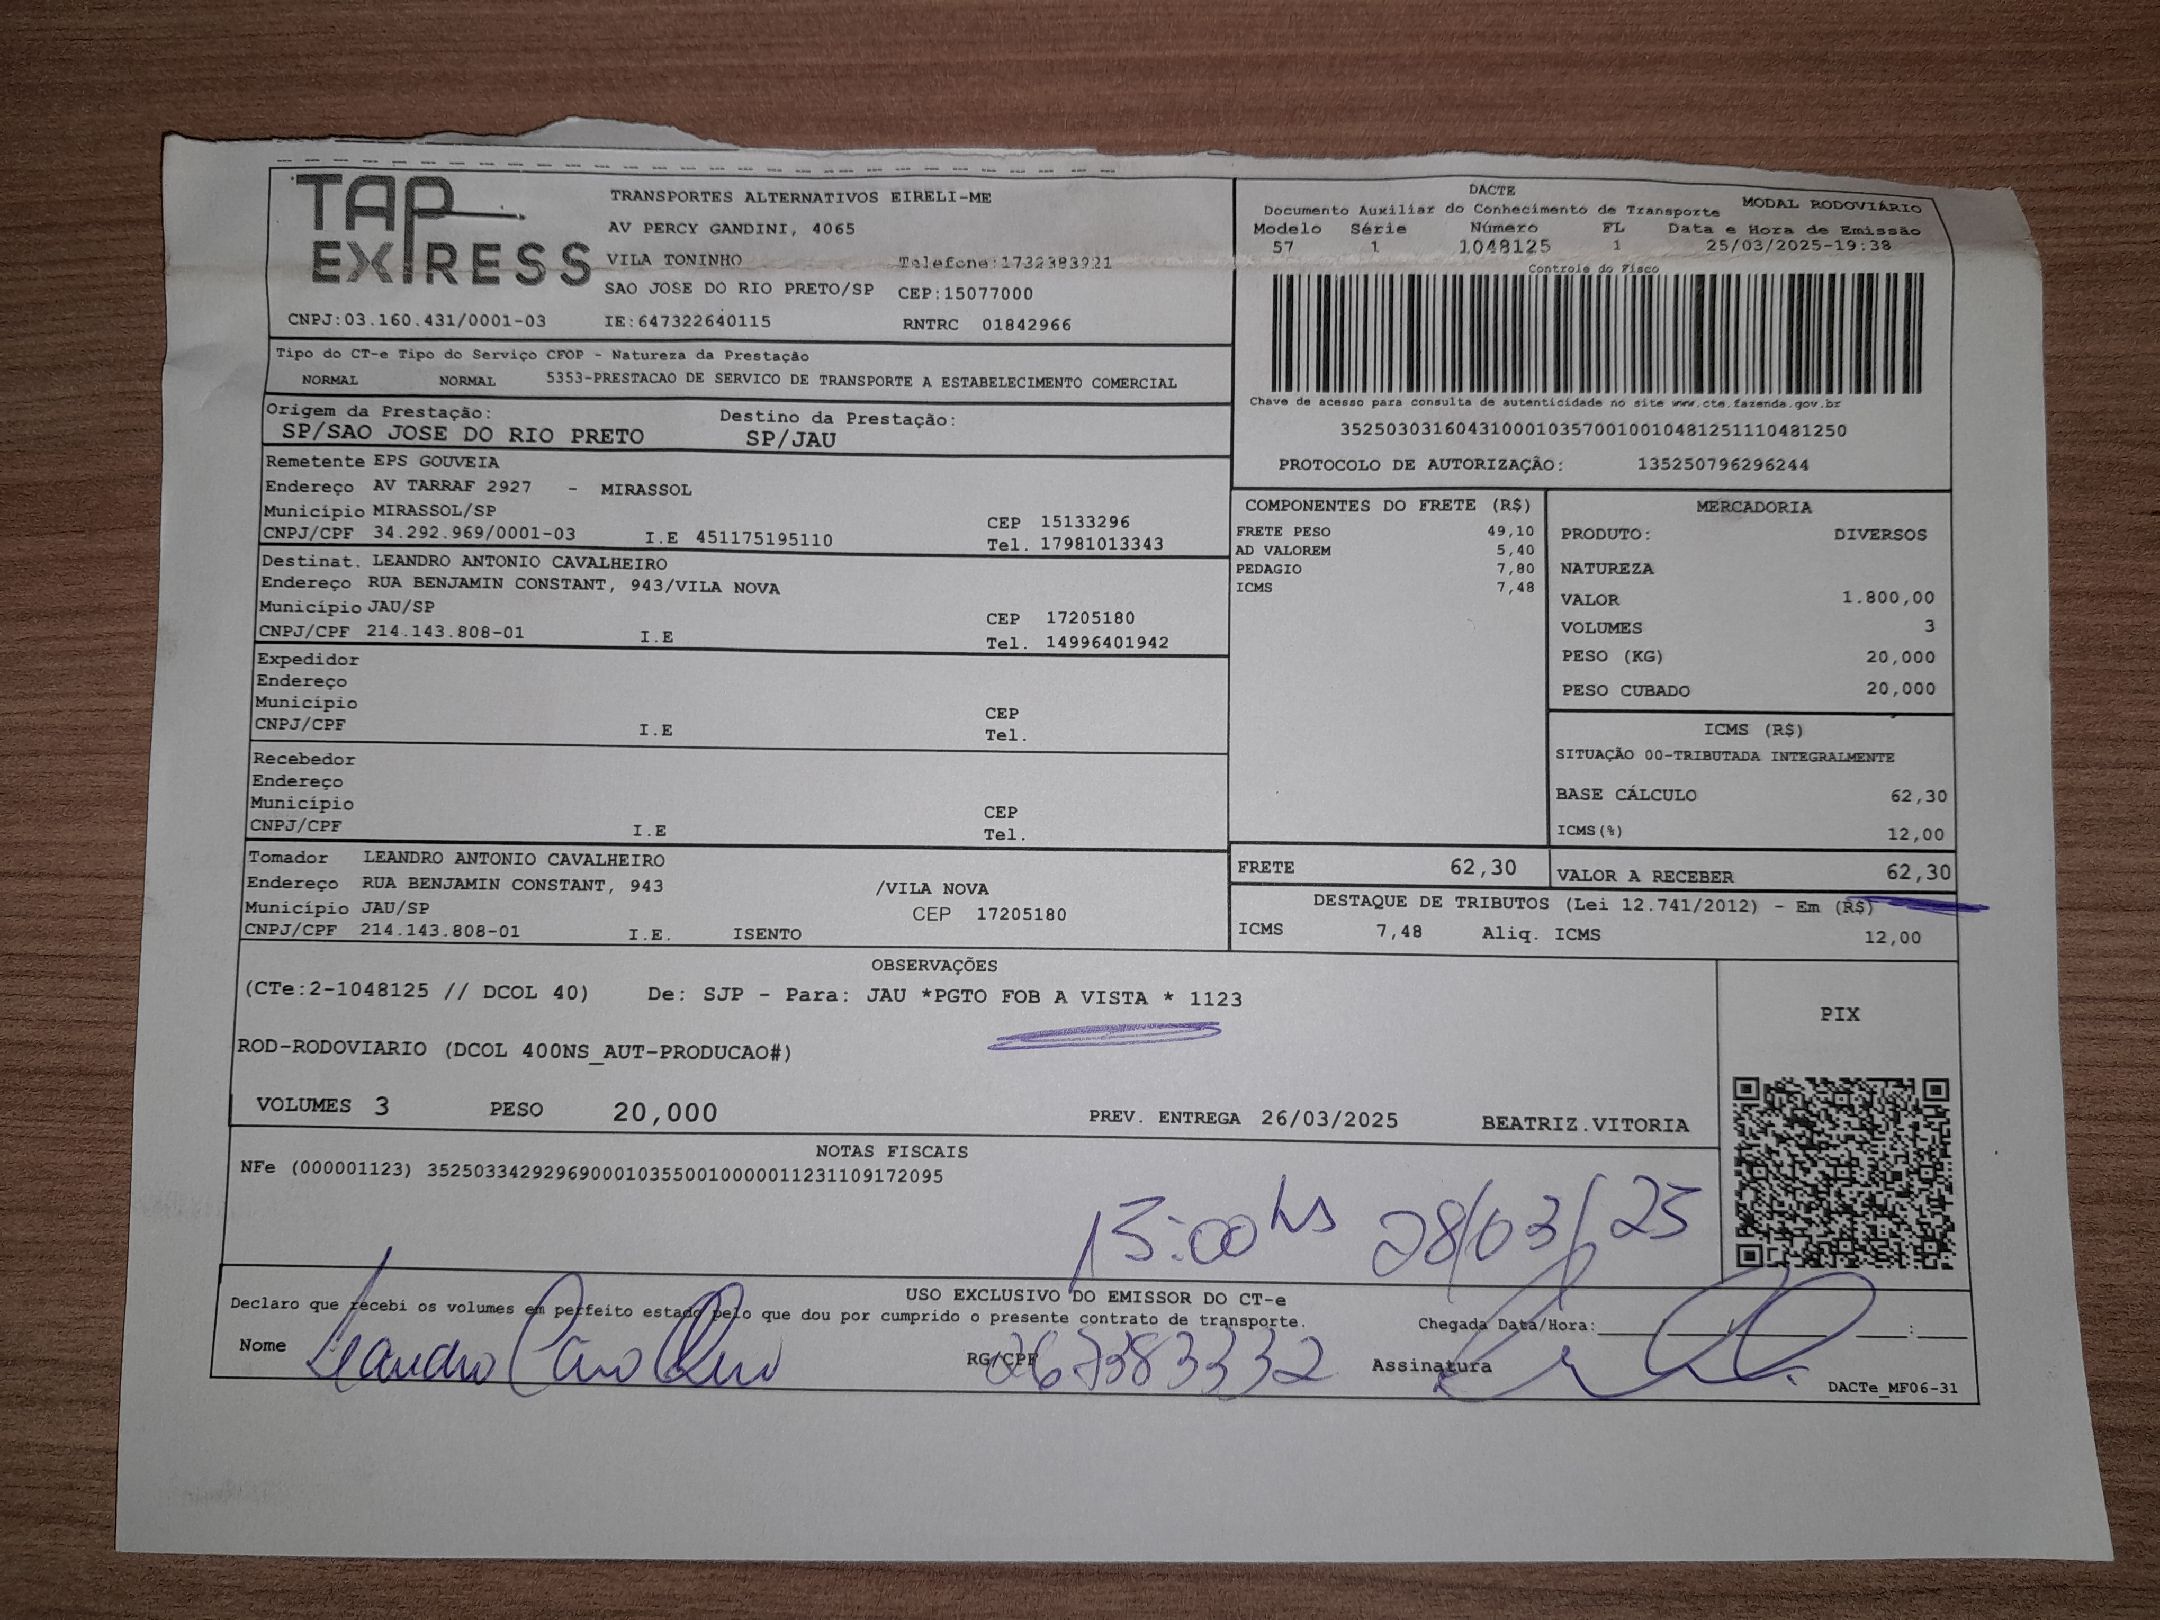 TAP EXPRESS
TRANSPORTES ALTERNATIVOS EIRELI-ME
AV PERCY GANDINI, 4065
VILA TONINHO Telefone:1732383921
SAO JOSE DO RIO PRETO/SP CEP:15077000
CNPJ:03.160.431/0001-03 IE:647322640115 RNTRC 01842966
DACTE
Documento Auxiliar do Conhecimento de Transporte MODAL RODOVIÁRIO
Modelo Série Número FL Data e Hora de Emissão
57 1 1048125 1 25/03/2025-19:38
Controle do Fisco
Chave de acesso para consulta de autenticidade no site www.cte.fazenda.gov.br
35250303160431000103570010010481251110481250
PROTOCOLO DE AUTORIZAÇÃO: 135250796296244
Tipo do CT-e Tipo do Serviço CFOP - Natureza da Prestação
NORMAL NORMAL 5353-PRESTACAO DE SERVICO DE TRANSPORTE A ESTABELECIMENTO COMERCIAL
Origem da Prestação: Destino da Prestação:
SP/SAO JOSE DO RIO PRETO SP/JAU
Remetente EPS GOUVEIA
Endereço AV TARRAF 2927 - MIRASSOL
Município MIRASSOL/SP CEP 15133296
CNPJ/CPF 34.292.969/0001-03 I.E 451175195110 Tel. 17981013343
Destinat. LEANDRO ANTONIO CAVALHEIRO
Endereço RUA BENJAMIN CONSTANT, 943/VILA NOVA
Município JAU/SP CEP 17205180
CNPJ/CPF 214.143.808-01 I.E Tel. 14996401942
Expedidor
Endereço
Município CEP
CNPJ/CPF I.E Tel.
Recebedor
Endereço
Município CEP
CNPJ/CPF I.E Tel.
Tomador LEANDRO ANTONIO CAVALHEIRO
Endereço RUA BENJAMIN CONSTANT, 943 /VILA NOVA
Município JAU/SP CEP 17205180
CNPJ/CPF 214.143.808-01 I.E. ISENTO
COMPONENTES DO FRETE (R$)
FRETE PESO 49,10
AD VALOREM 5,40
PEDAGIO 7,80
ICMS 7,48
MERCADORIA
PRODUTO: DIVERSOS
NATUREZA
VALOR 1.800,00
VOLUMES 3
PESO (KG) 20,000
PESO CUBADO 20,000
ICMS (R$)
SITUAÇÃO 00-TRIBUTADA INTEGRALMENTE
BASE CÁLCULO 62,30
ICMS(%) 12,00
FRETE 62,30 VALOR A RECEBER 62,30
DESTAQUE DE TRIBUTOS (Lei 12.741/2012) - Em (R$)
ICMS 7,48 Aliq. ICMS 12,00
OBSERVAÇÕES
(CTe:2-1048125 // DCOL 40) De: SJP - Para: JAU *PGTO FOB A VISTA * 1123
ROD-RODOVIARIO (DCOL 400NS_AUT-PRODUCAO#)
VOLUMES 3 PESO 20,000 PREV. ENTREGA 26/03/2025 BEATRIZ.VITORIA
PIX
NOTAS FISCAIS
NFe (000001123) 35250334292969000103550010000011231109172095
15:00 hs 28/03/25
USO EXCLUSIVO DO EMISSOR DO CT-e
Declaro que recebi os volumes em perfeito estado pelo que dou por cumprido o presente contrato de transporte. Chegada Data/Hora:
Nome Leandro RG/CPF 267383332 Assinatura
DACTe_MF06-31